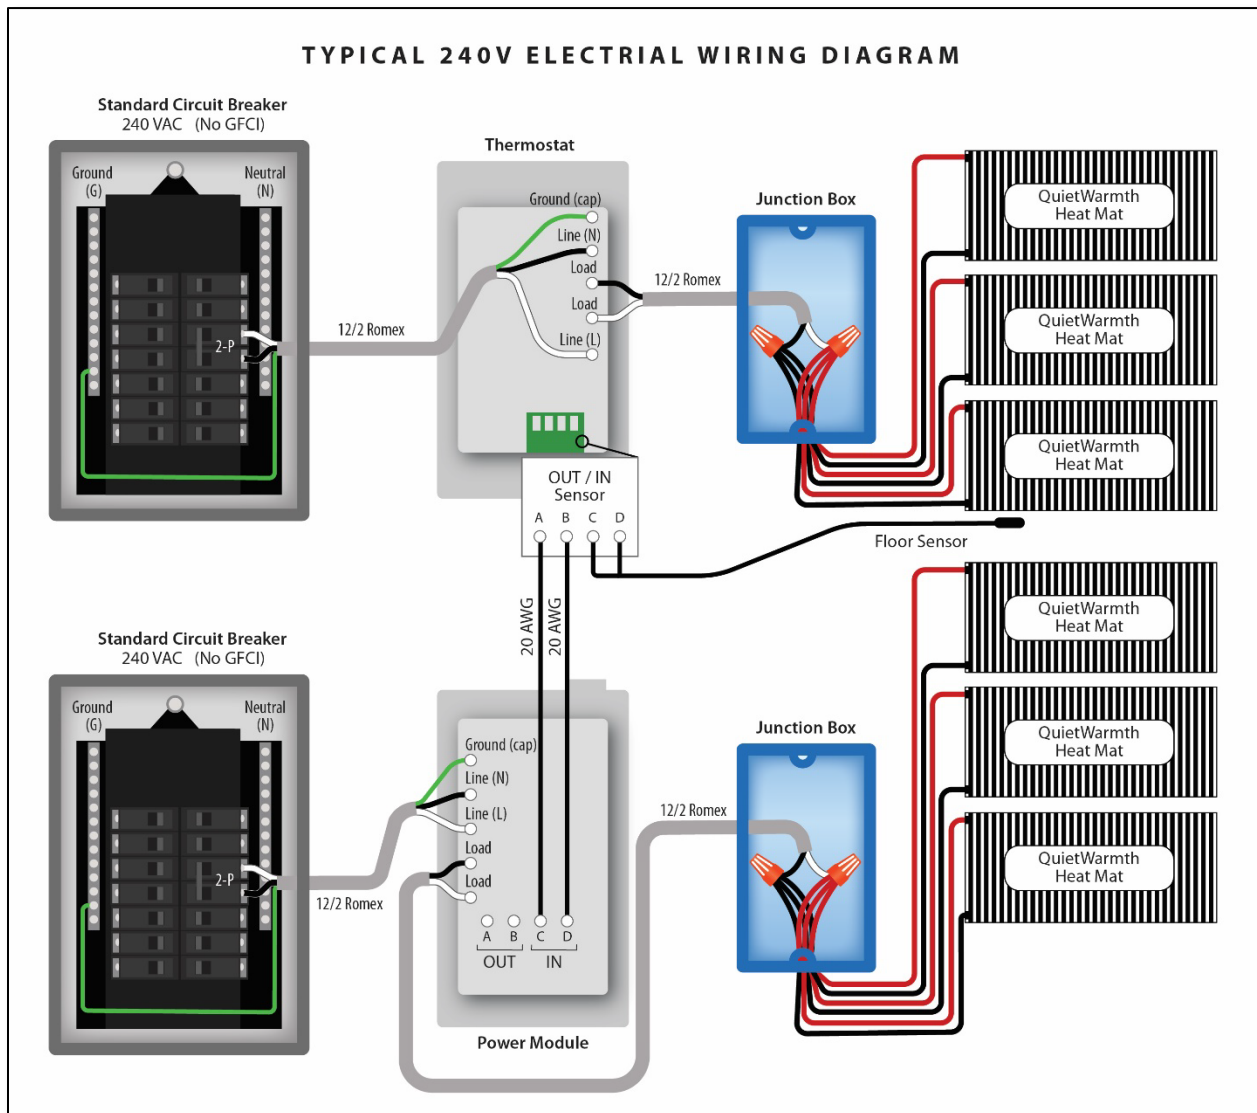 TYPICAL 240V ELECTRIAL WIRING DIAGRAM
Standard Circuit Breaker
240 VAC (No GFCI)
Ground
(G)
Neutral
(N)
2-P
12/2 Romex
Thermostat
Ground (cap)
Line (N)
Load
Load
Line (L)
12/2 Romex
OUT / IN
Sensor
A B C D
Junction Box
QuietWarmth
Heat Mat
QuietWarmth
Heat Mat
QuietWarmth
Heat Mat
Floor Sensor
20 AWG
20 AWG
Standard Circuit Breaker
240 VAC (No GFCI)
Ground
(G)
Neutral
(N)
2-P
12/2 Romex
Ground (cap)
Line (N)
Line (L)
Load
Load
A B C D
OUT IN
Power Module
12/2 Romex
Junction Box
QuietWarmth
Heat Mat
QuietWarmth
Heat Mat
QuietWarmth
Heat Mat